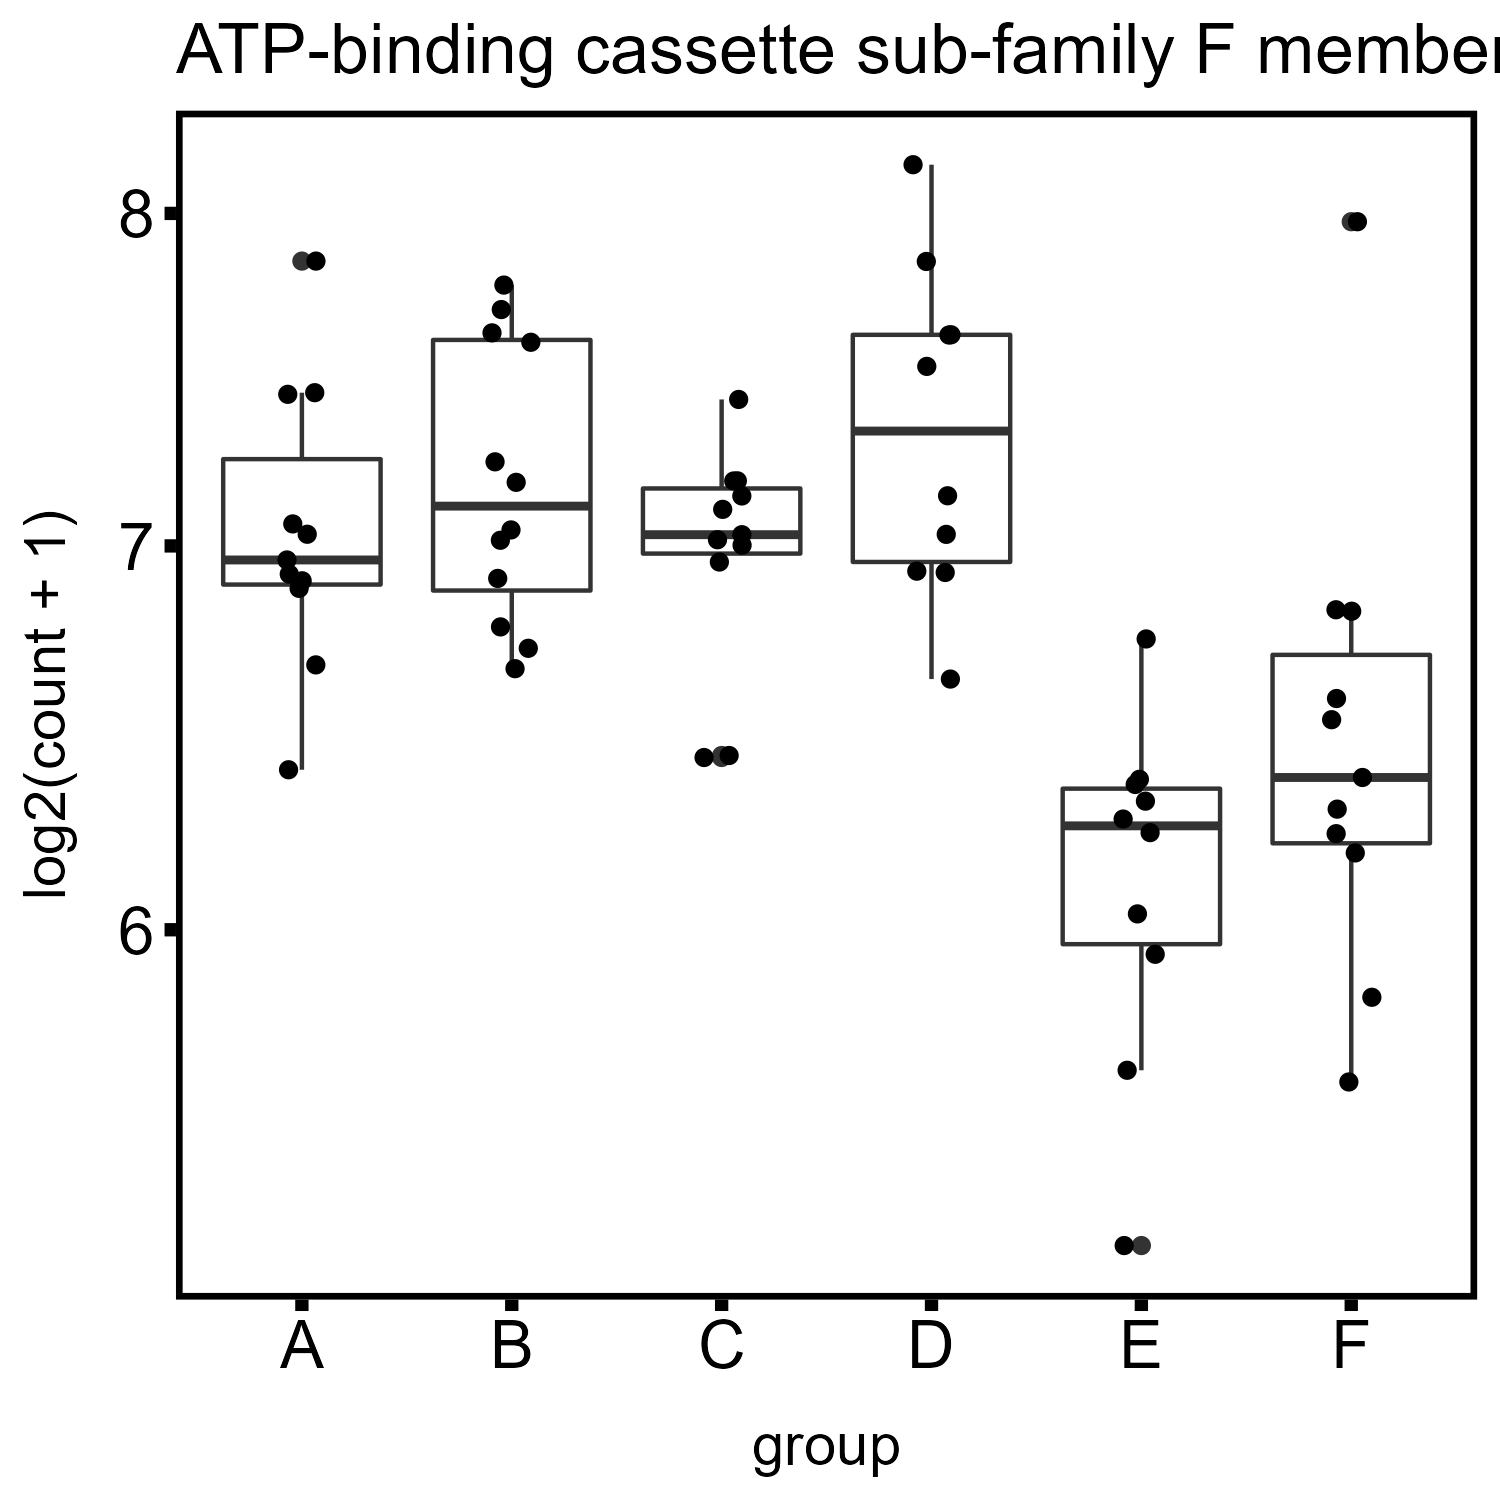 ATP-binding cassette sub-family F member
8
7
6
log2(count + 1)
A B C D E F
group